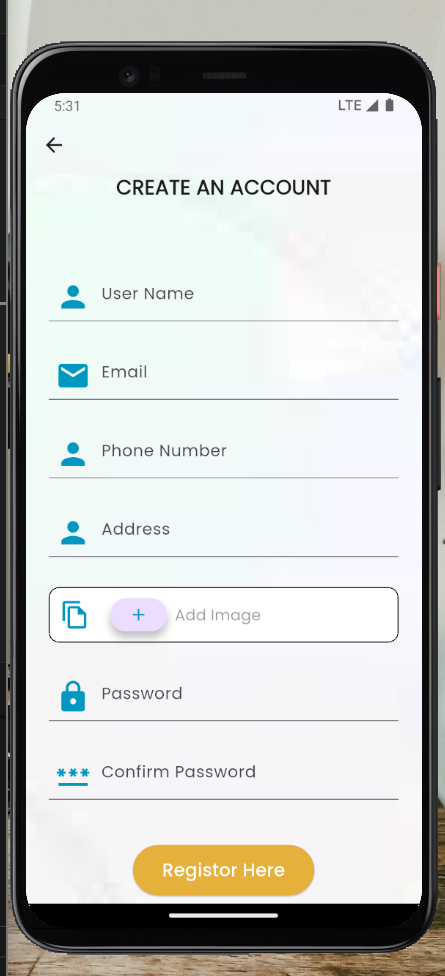 5:31 LTE
CREATE AN ACCOUNT
User Name
Email
Phone Number
Address
+ Add Image
Password
*** Confirm Password
Registor Here